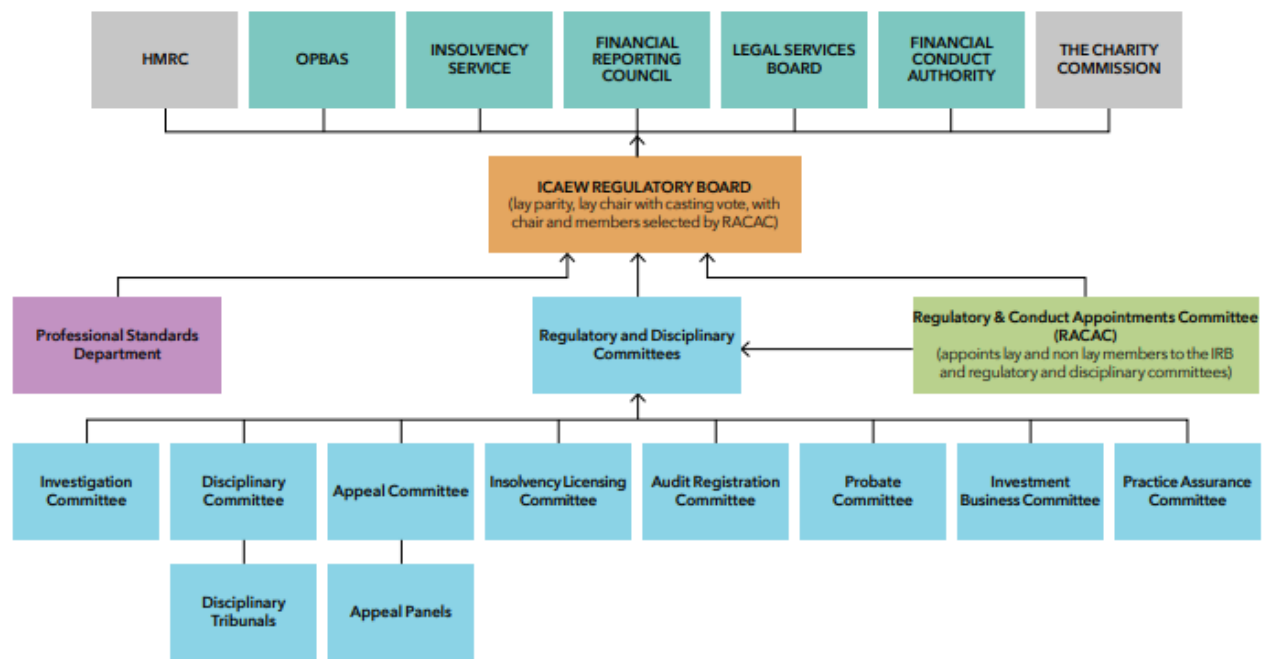 HMRC
OPBAS
INSOLVENCY
SERVICE
FINANCIAL
REPORTING
COUNCIL
LEGAL SERVICES
BOARD
FINANCIAL
CONDUCT
AUTHORITY
THE CHARITY
COMMISSION
ICAEW REGULATORY BOARD
(lay parity, lay chair with casting vote, with
chair and members selected by RACAC)
Professional Standards
Department
Regulatory and Disciplinary
Committees
Regulatory & Conduct Appointments Committee
(RACAC)
(appoints lay and non lay members to the IRB
and regulatory and disciplinary committees)
Investigation
Committee
Disciplinary
Committee
Appeal Committee
Insolvency Licensing
Committee
Audit Registration
Committee
Probate
Committee
Investment
Business Committee
Practice Assurance
Committee
Disciplinary
Tribunals
Appeal Panels